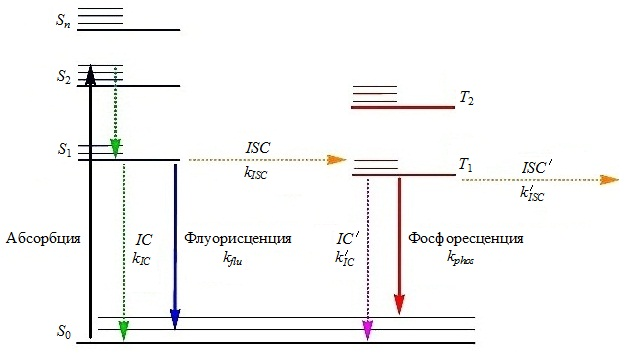 Sn
S2
T2
S1
ISC
kISC
T1
ISC′
k′ISC
Абсорбция
IC
kIC
Флуорисценция
kflu
IC′
k′IC
Фосфоресценция
kphos
S0